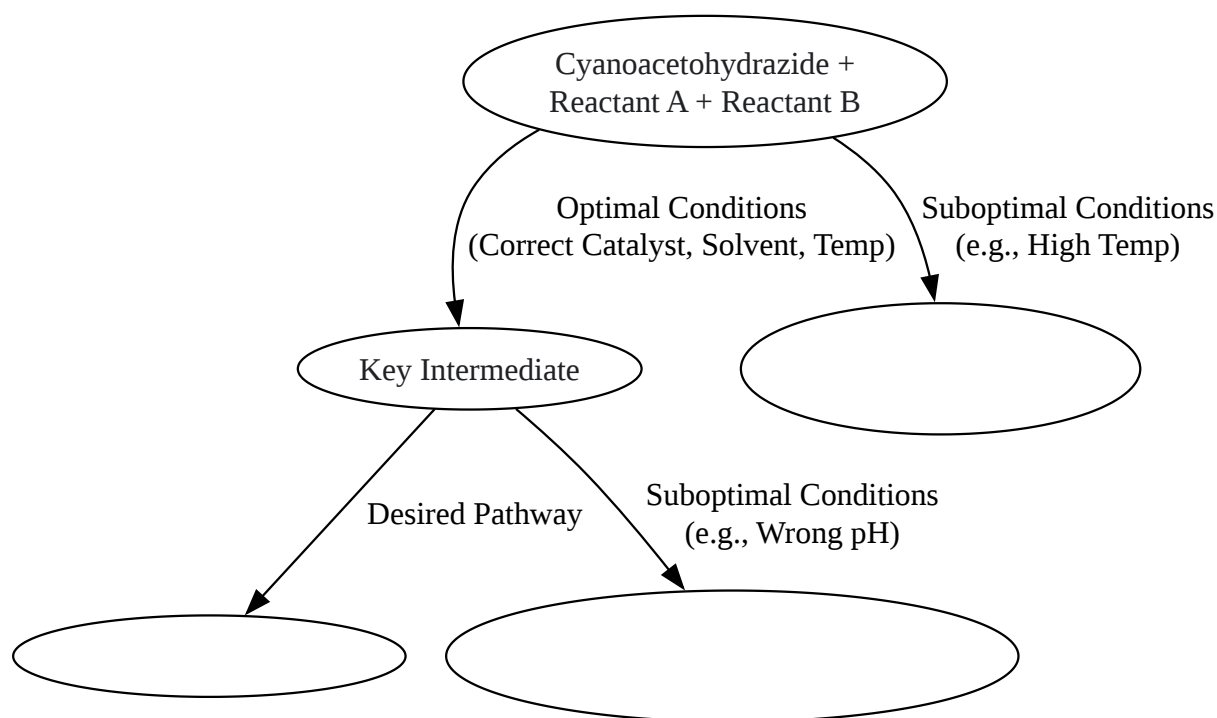 Cyanoacetohydrazide +
Reactant A + Reactant B
Optimal Conditions
(Correct Catalyst, Solvent, Temp)
Suboptimal Conditions
(e.g., High Temp)
Key Intermediate
Desired Pathway
Suboptimal Conditions
(e.g., Wrong pH)